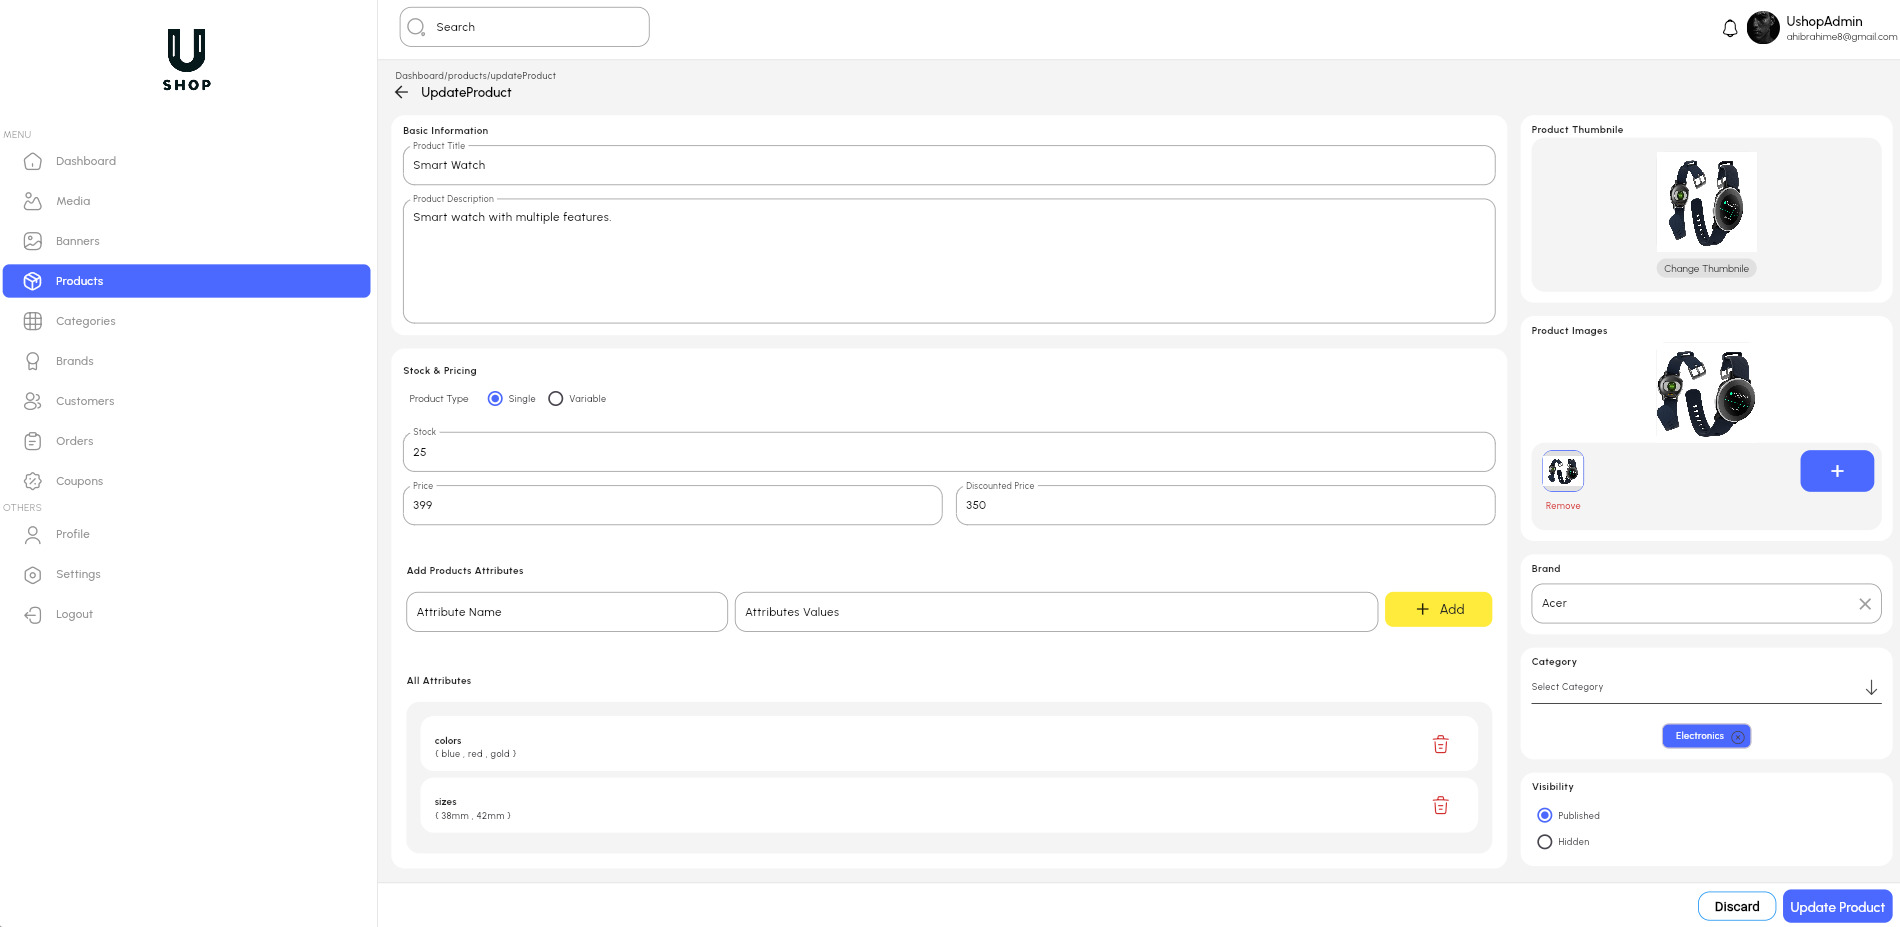 U
SHOP
MENU
Dashboard
Media
Banners
Products
Categories
Brands
Customers
Orders
Coupons
OTHERS
Profile
Settings
Logout
Search
UshopAdmin
ahibrahime8@gmail.com
Dashboard/products/updateProduct
UpdateProduct
Basic Information
Product Title
Smart Watch
Product Description
Smart watch with multiple features.
Stock & Pricing
Product Type Single Variable
Stock
25
Price
399
Discounted Price
350
Add Products Attributes
Attribute Name
Attributes Values
+ Add
All Attributes
colors
{ blue , red , gold }
sizes
{ 38mm , 42mm }
Product Thumbnile
Change Thumbnile
Product Images
+
Remove
Brand
Acer
Category
Select Category
Electronics
Visibility
Published
Hidden
Discard
Update Product